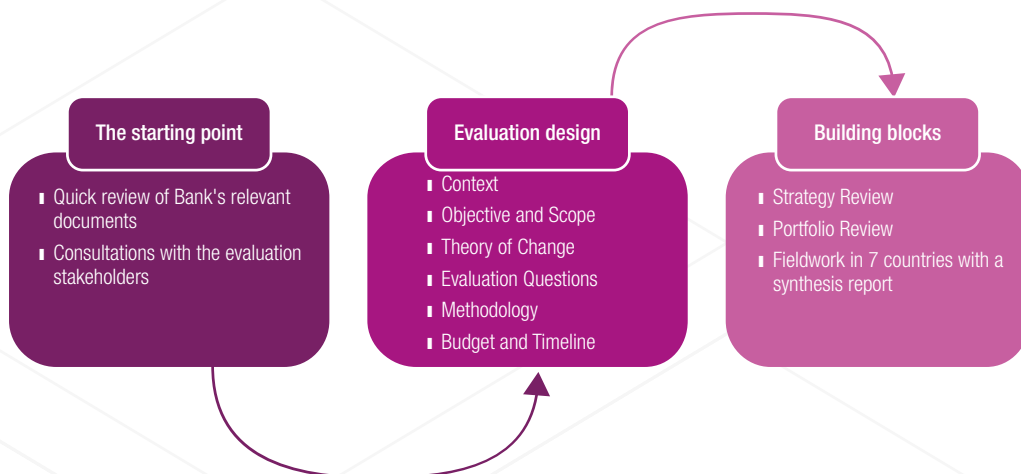 The starting point
▮ Quick review of Bank's relevant
documents
▮ Consultations with the evaluation
stakeholders
Evaluation design
▮ Context
▮ Objective and Scope
▮ Theory of Change
▮ Evaluation Questions
▮ Methodology
▮ Budget and Timeline
Building blocks
▮ Strategy Review
▮ Portfolio Review
▮ Fieldwork in 7 countries with a
synthesis report